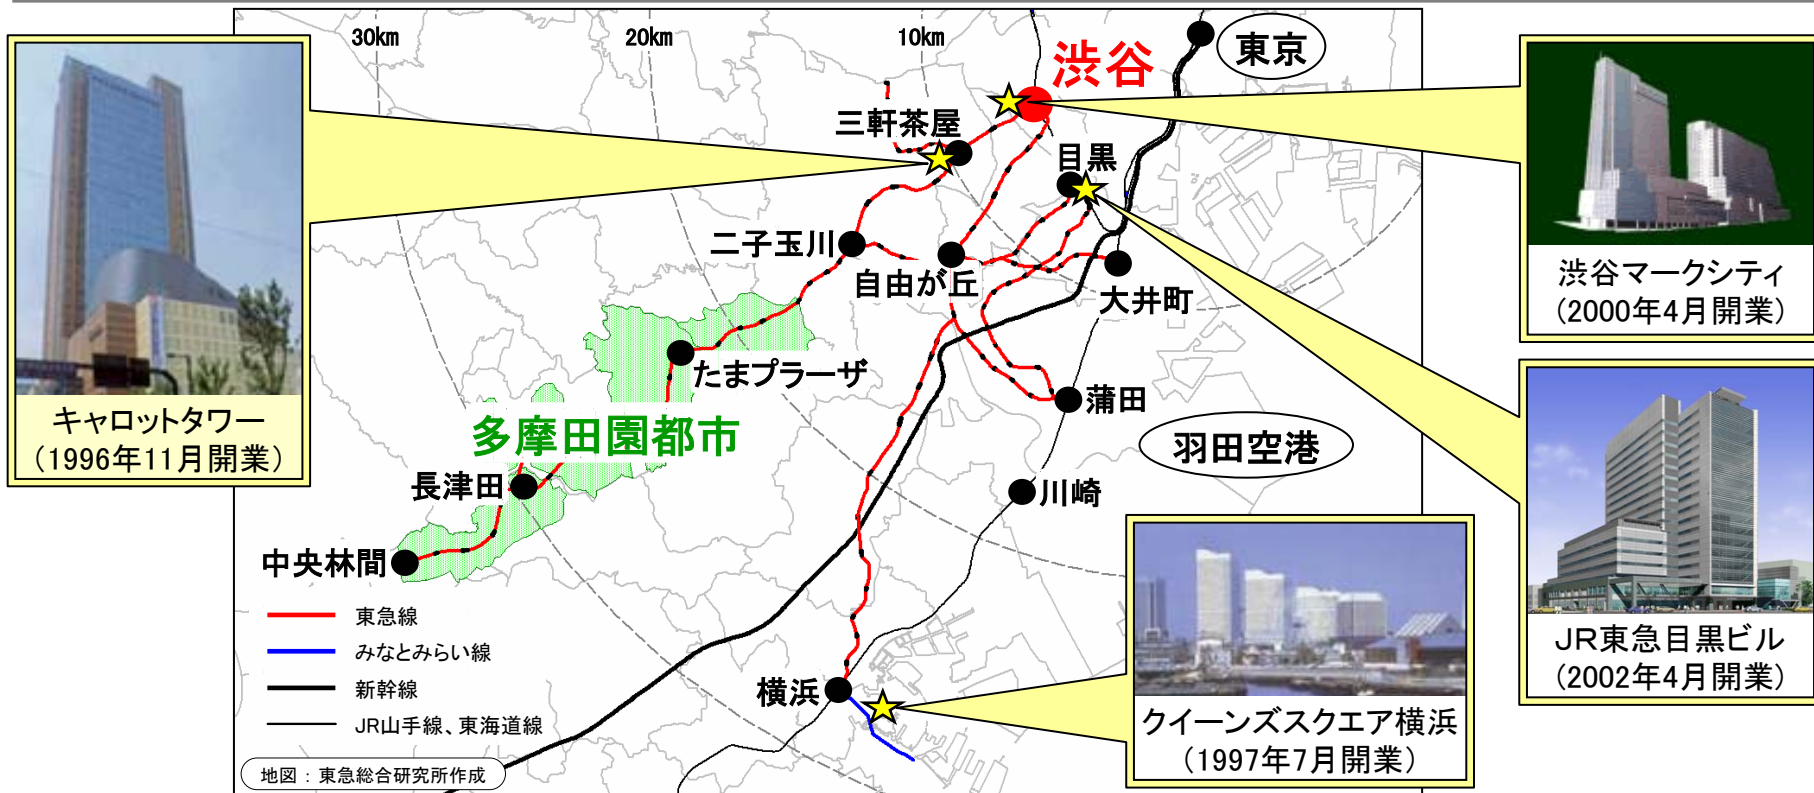 30km
20km
10km
渋谷
東京
三軒茶屋
目黒
二子玉川
自由が丘
大井町
たまプラーザ
蒲田
多摩田園都市
羽田空港
長津田
川崎
中央林間
横浜
東急線
みなとみらい線
新幹線
JR山手線、東海道線
地図：東急総合研究所作成
キャロットタワー
(1996年11月開業)
渋谷マークシティ
(2000年4月開業)
JR東急目黒ビル
(2002年4月開業)
クイーンズスクエア横浜
(1997年7月開業)